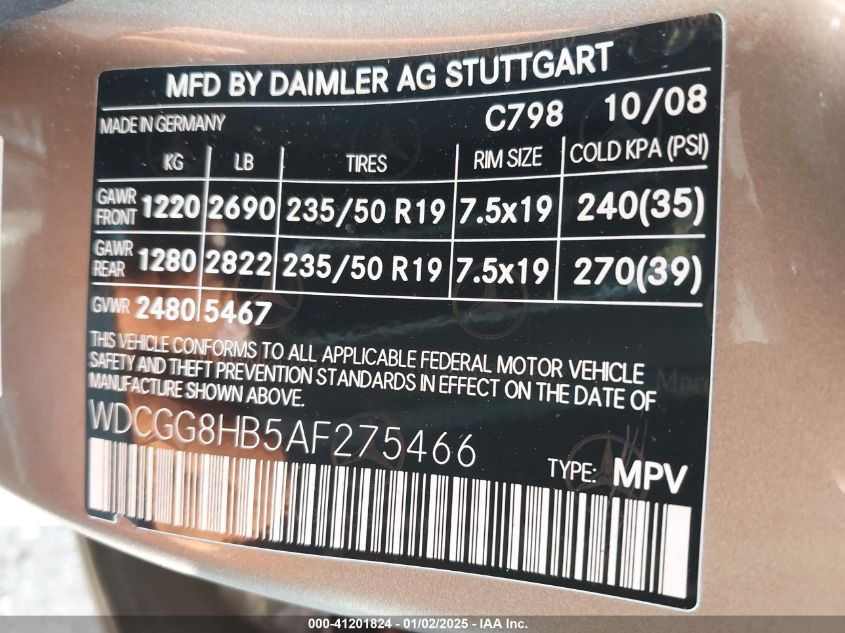 MFD BY DAIMLER AG STUTTGART
MADE IN GERMANY C798 10/08
KG LB TIRES RIM SIZE COLD KPA (PSI)
GAWR FRONT 1220 2690 235/50 R19 7.5x19 240(35)
GAWR REAR 1280 2822 235/50 R19 7.5x19 270(39)
GVWR 2480 5467
THIS VEHICLE CONFORMS TO ALL APPLICABLE FEDERAL MOTOR VEHICLE
SAFETY AND THEFT PREVENTION STANDARDS IN EFFECT ON THE DATE OF
MANUFACTURE SHOWN ABOVE.
WDCGG8HB5AF275466
TYPE: MPV
000-41201824 - 01/02/2025 - IAA Inc.